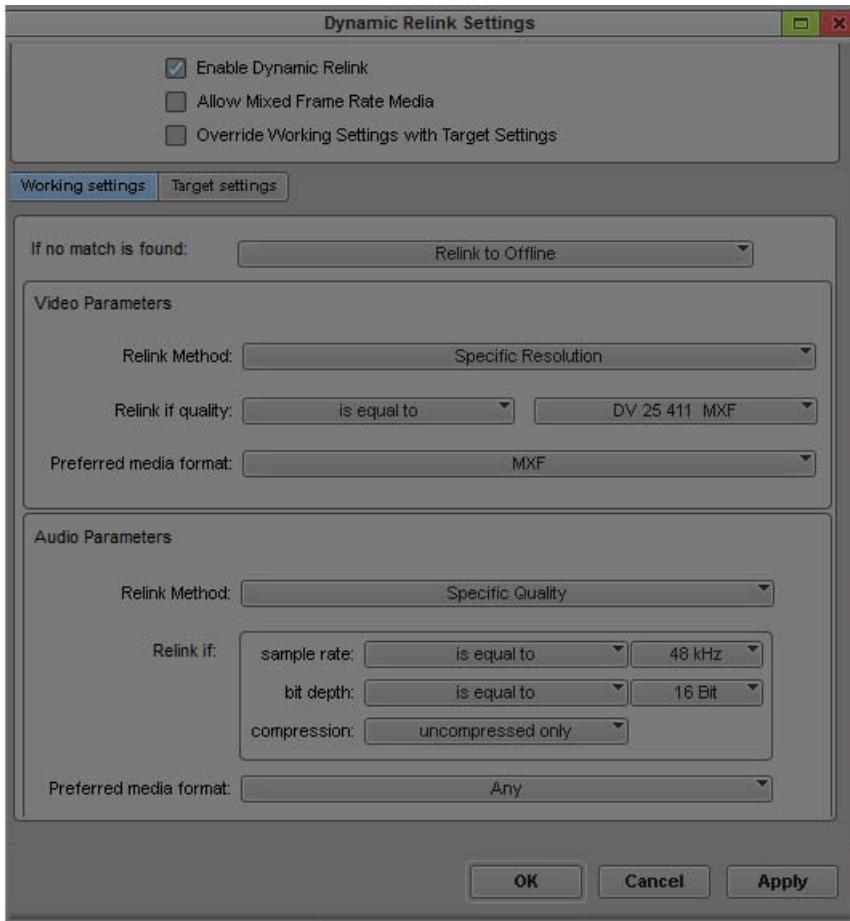 Dynamic Relink Settings
Enable Dynamic Relink
Allow Mixed Frame Rate Media
Override Working Settings with Target Settings
Working settings Target settings
If no match is found: Relink to Offline
Video Parameters
Relink Method: Specific Resolution
Relink if quality: is equal to DV 25 411 MXF
Preferred media format: MXF
Audio Parameters
Relink Method: Specific Quality
Relink if: sample rate: is equal to 48 kHz
bit depth: is equal to 16 Bit
compression: uncompressed only
Preferred media format: Any
OK Cancel Apply